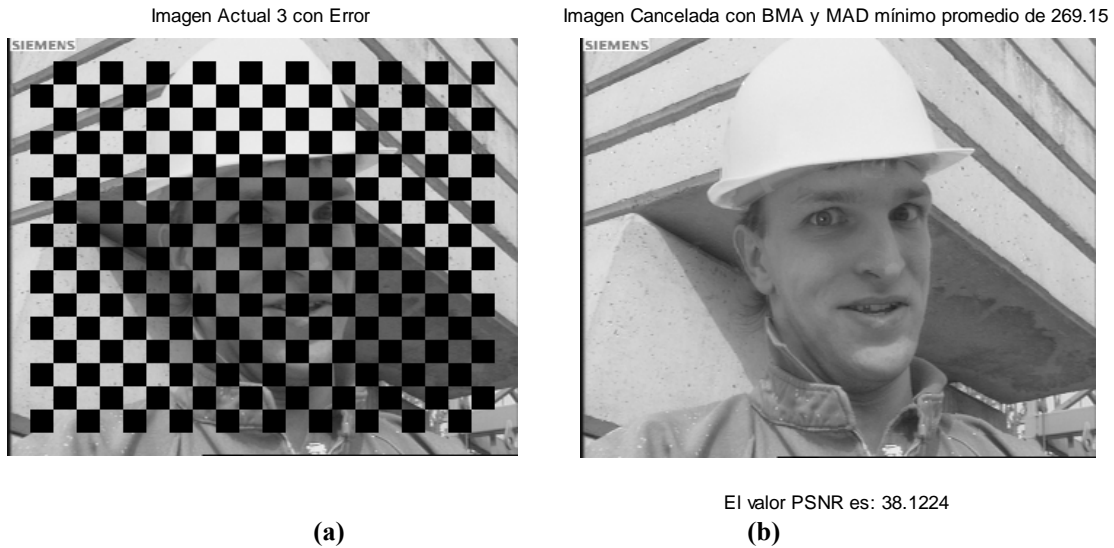 Imagen Actual 3 con Error
Imagen Cancelada con BMA y MAD mínimo promedio de 269.15
SIEMENS
SIEMENS
El valor PSNR es: 38.1224
(a)
(b)